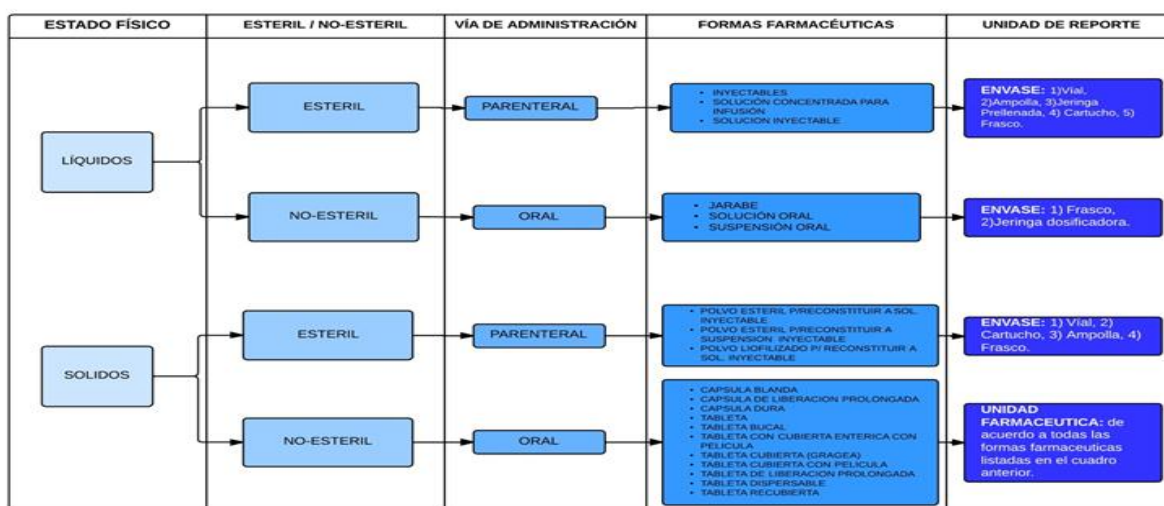 ESTADO FÍSICO
ESTERIL / NO-ESTERIL
VÍA DE ADMINISTRACIÓN
FORMAS FARMACÉUTICAS
UNIDAD DE REPORTE
LÍQUIDOS
ESTERIL
PARENTERAL
• INYECTABLES
• SOLUCIÓN CONCENTRADA PARA
INFUSIÓN
• SOLUCION INYECTABLE
ENVASE: 1)Víal,
2)Ampolla, 3)Jeringa
Prellenada, 4) Cartucho, 5)
Frasco.
NO-ESTERIL
ORAL
• JARABE
• SOLUCIÓN ORAL
• SUSPENSIÓN ORAL
ENVASE: 1) Frasco,
2)Jeringa dosificadora.
SOLIDOS
ESTERIL
PARENTERAL
• POLVO ESTERIL P/RECONSTITUIR A SOL.
INYECTABLE
• POLVO ESTERIL P/RECONSTITUIR A
SUSPENSIÓN INYECTABLE
• POLVO LIOFILIZADO P/ RECONSTITUIR A
SOL. INYECTABLE
ENVASE: 1) Víal, 2)
Cartucho, 3) Ampolla, 4)
Frasco.
NO-ESTERIL
ORAL
• CAPSULA BLANDA
• CAPSULA DE LIBERACION PROLONGADA
• CAPSULA DURA
• TABLETA
• TABLETA BUCAL
• TABLETA CON CUBIERTA ENTERICA CON
PELICULA
• TABLETA CUBIERTA (GRAGEA)
• TABLETA CUBIERTA CON PELICULA
• TABLETA DE LIBERACION PROLONGADA
• TABLETA DISPERSABLE
• TABLETA RECUBIERTA
UNIDAD
FARMACEUTICA: de
acuerdo a todas las
formas farmaceuticas
listadas en el cuadro
anterior.